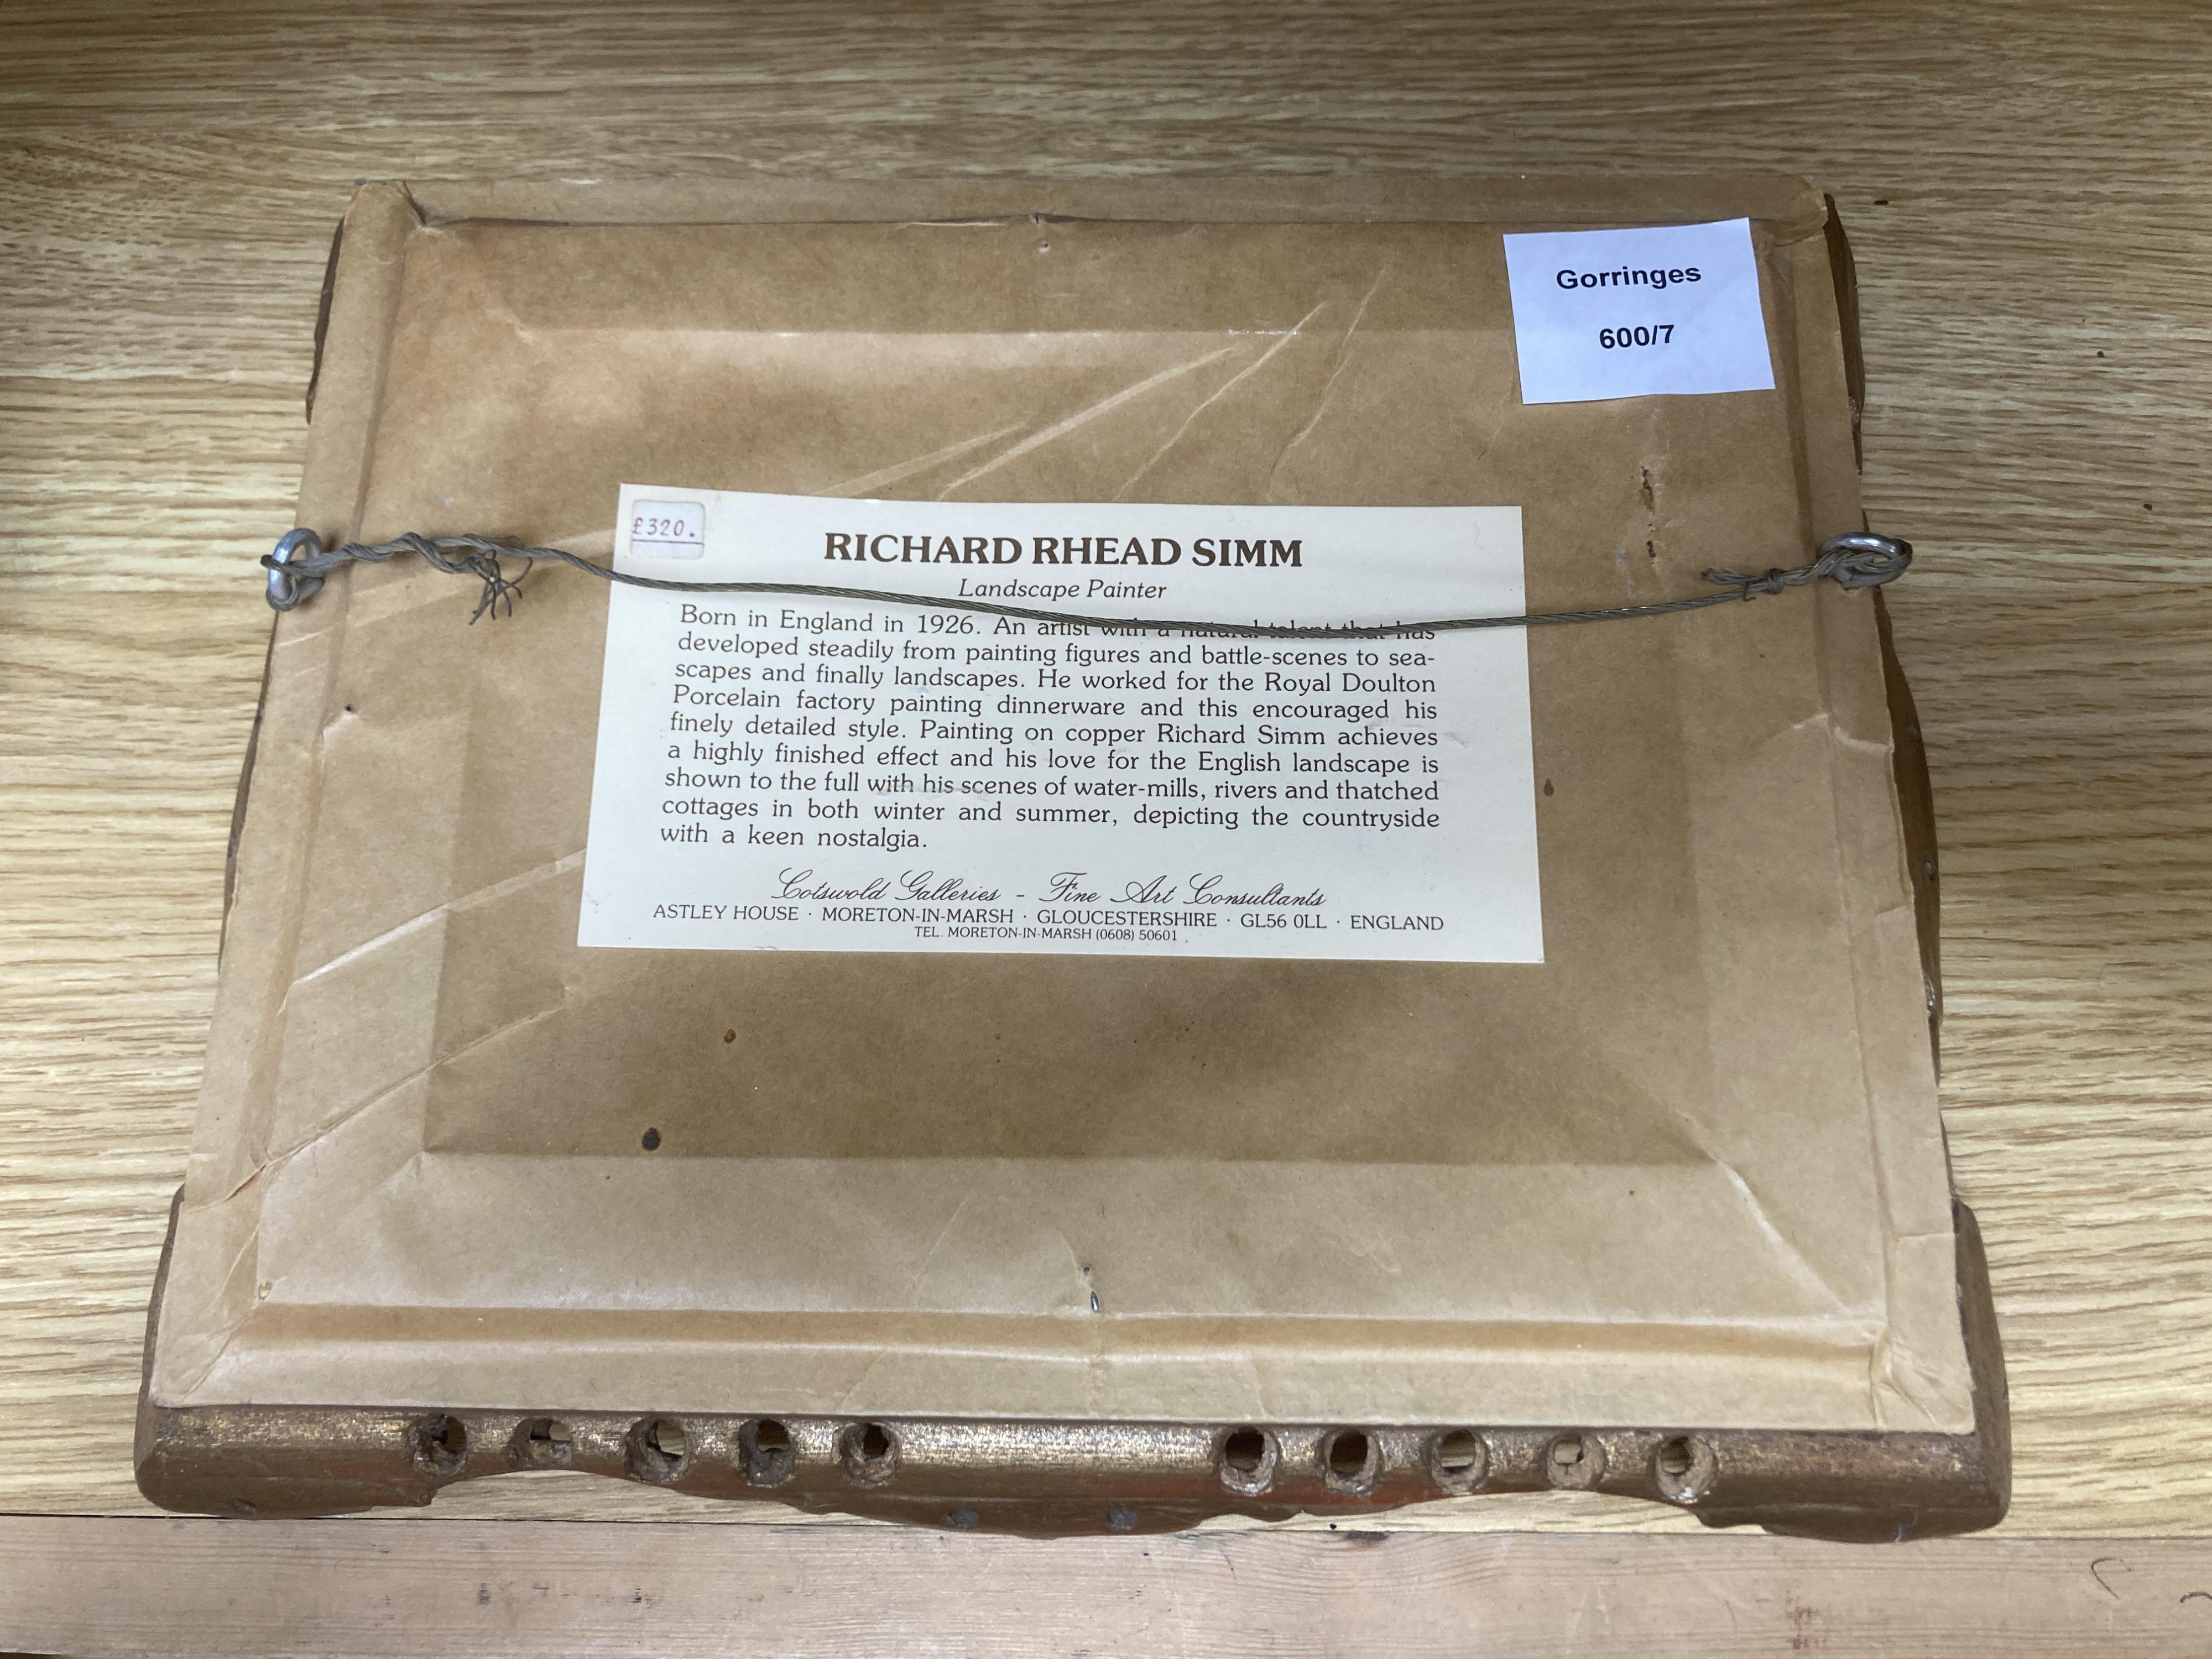 Gorringes
600/7
£320.
RICHARD RHEAD SIMM
Landscape Painter
Born in England in 1926. An artist with a natural talent that has
developed steadily from painting figures and battle-scenes to sea-
scapes and finally landscapes. He worked for the Royal Doulton
Porcelain factory painting dinnerware and this encouraged his
finely detailed style. Painting on copper Richard Simm achieves
a highly finished effect and his love for the English landscape is
shown to the full with his scenes of water-mills, rivers and thatched
cottages in both winter and summer, depicting the countryside
with a keen nostalgia.
Cotswold Galleries - Fine Art Consultants
ASTLEY HOUSE · MORETON-IN-MARSH · GLOUCESTERSHIRE · GL56 0LL · ENGLAND
TEL. MORETON-IN-MARSH (0608) 50601